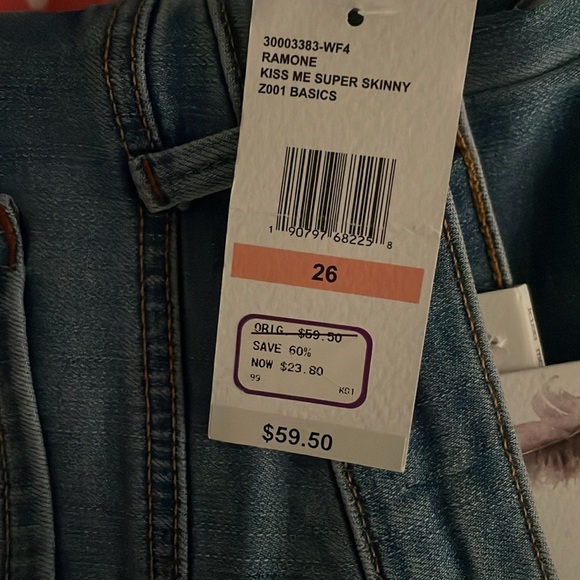 30003383-WF4
RAMONE
KISS ME SUPER SKINNY
Z001 BASICS
1 90797 68225 8
26
ORIG. $59.50
SAVE 60%
NOW $23.80
99 KG1
$59.50